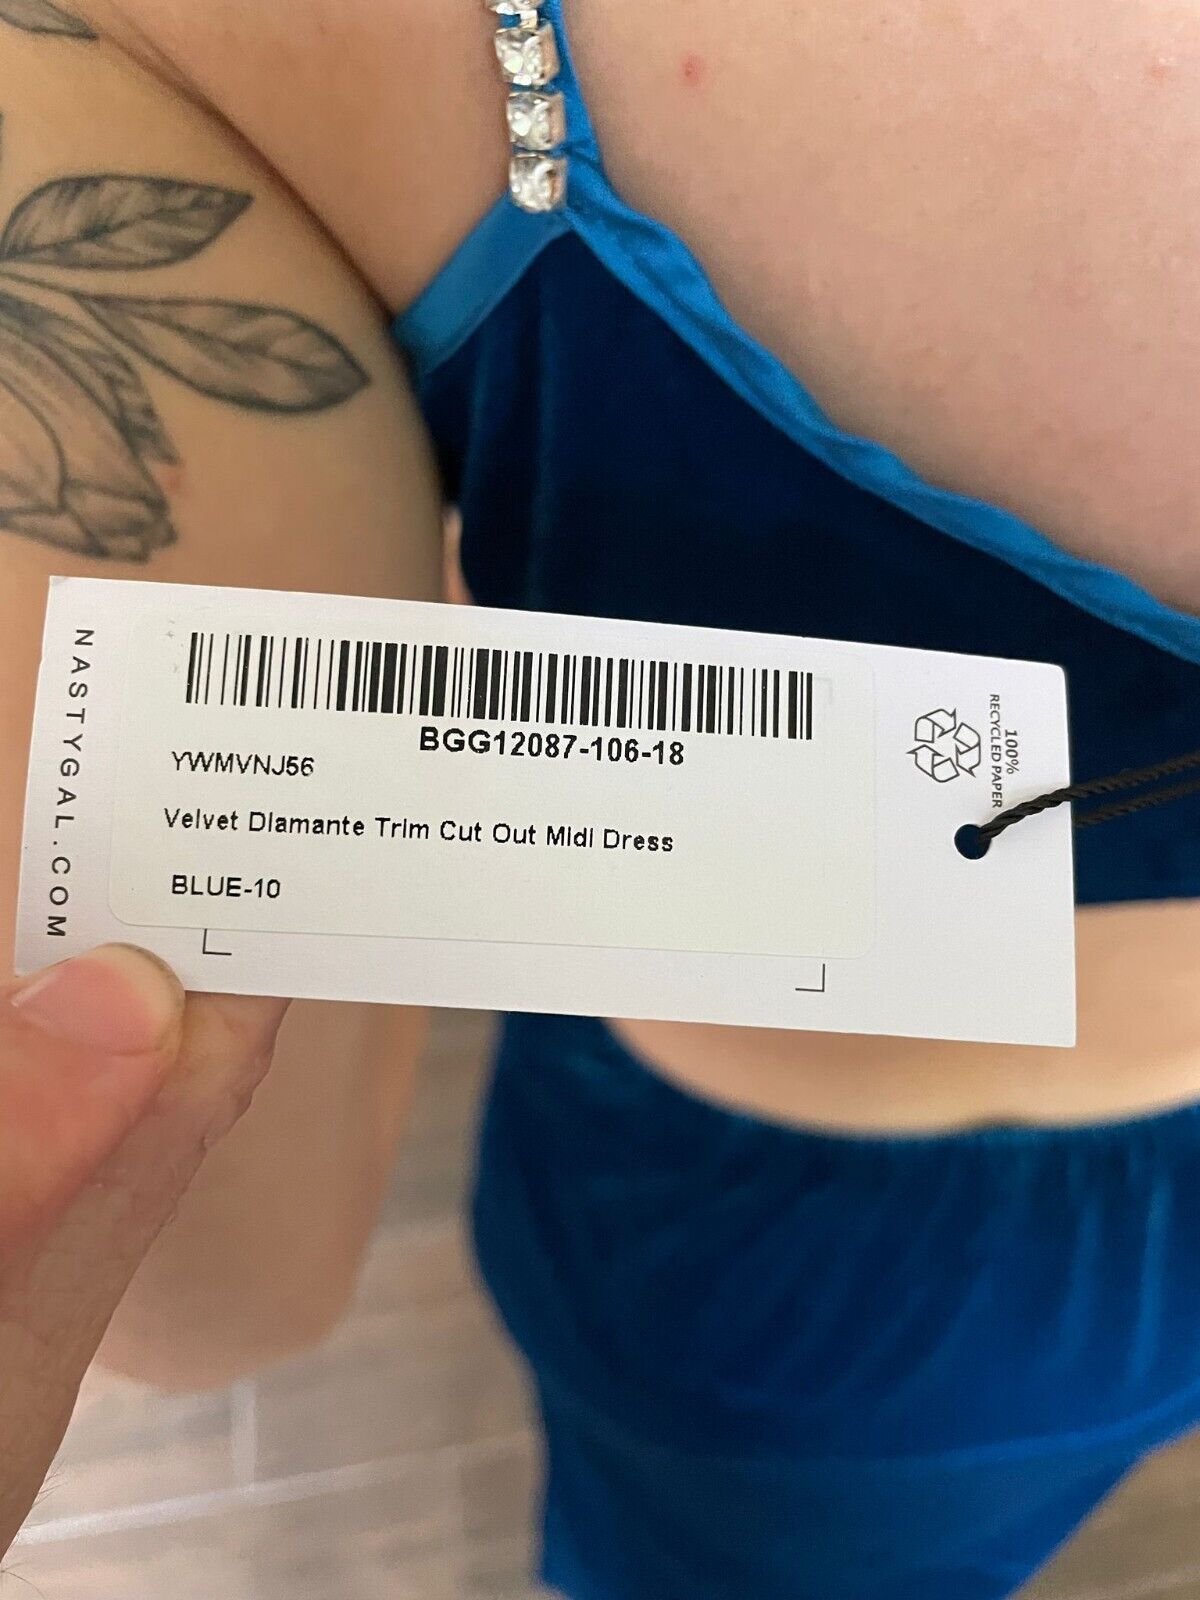 NASTYGAL.COM
BGG12087-106-18
YWMVNJ56
Velvet Diamante Trim Cut Out Midi Dress
BLUE-10
100%
RECYCLED PAPER